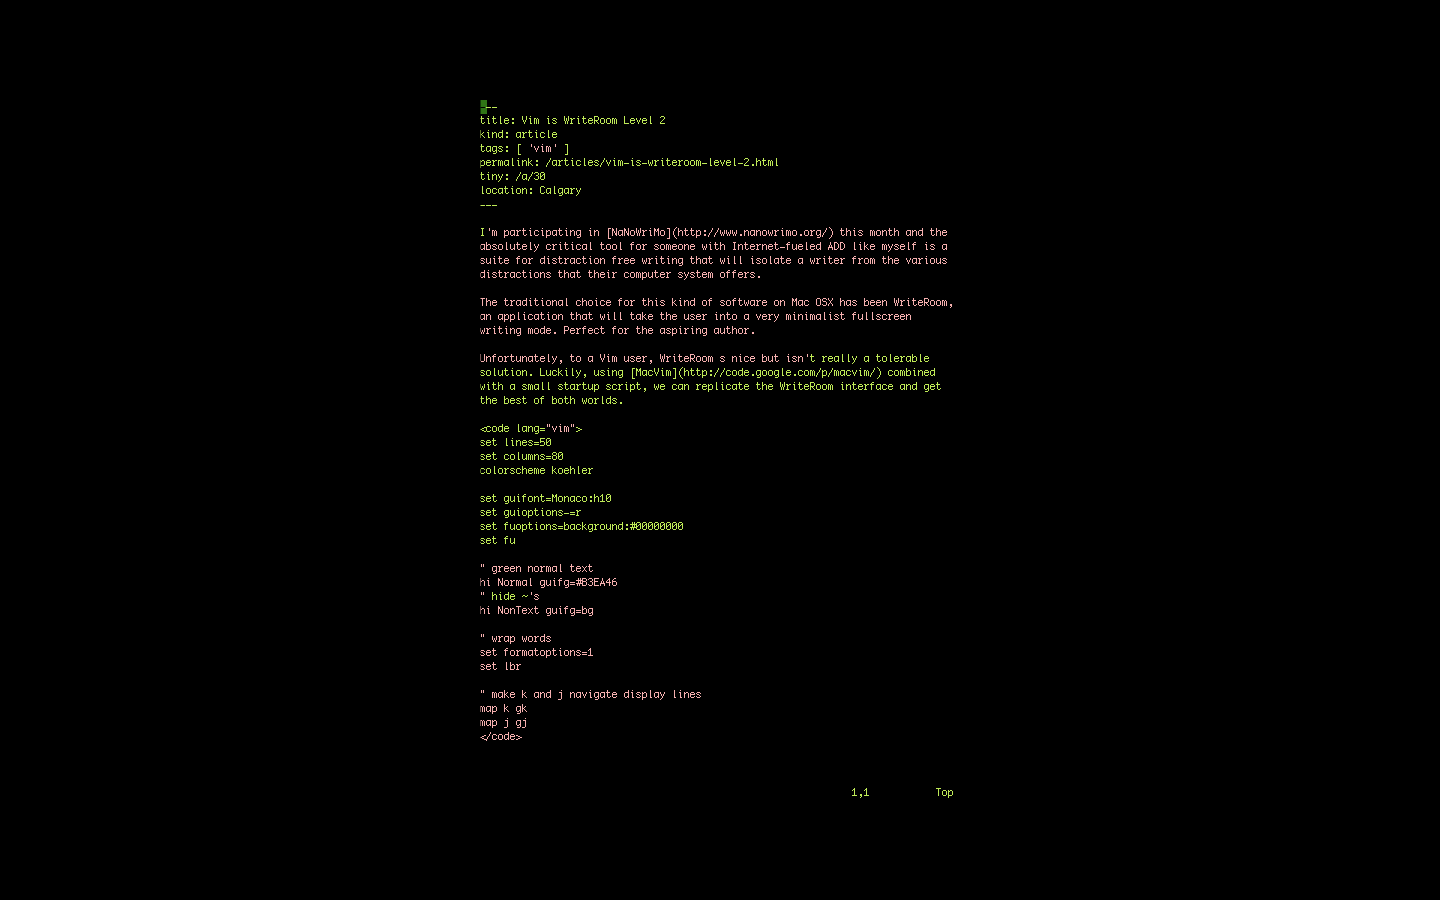 ---
title: Vim is WriteRoom Level 2
kind: article
tags: [ 'vim' ]
permalink: /articles/vim-is-writeroom-level-2.html
tiny: /a/30
location: Calgary
---
I'm participating in [NaNoWriMo](http://www.nanowrimo.org/) this month and the
absolutely critical tool for someone with Internet-fueled ADD like myself is a
suite for distraction free writing that will isolate a writer from the various
distractions that their computer system offers.
The traditional choice for this kind of software on Mac OSX has been WriteRoom,
an application that will take the user into a very minimalist fullscreen
writing mode. Perfect for the aspiring author.
Unfortunately, to a Vim user, WriteRoom s nice but isn't really a tolerable
solution. Luckily, using [MacVim](http://code.google.com/p/macvim/) combined
with a small startup script, we can replicate the WriteRoom interface and get
the best of both worlds.
<code lang="vim">
set lines=50
set columns=80
colorscheme koehler
set guifont=Monaco:h10
set guioptions-=r
set fuoptions=background:#00000000
set fu
" green normal text
hi Normal guifg=#B3EA46
" hide ~'s
hi NonText guifg=bg
" wrap words
set formatoptions=1
set lbr
" make k and j navigate display lines
map k gk
map j gj
</code>
1,1 Top